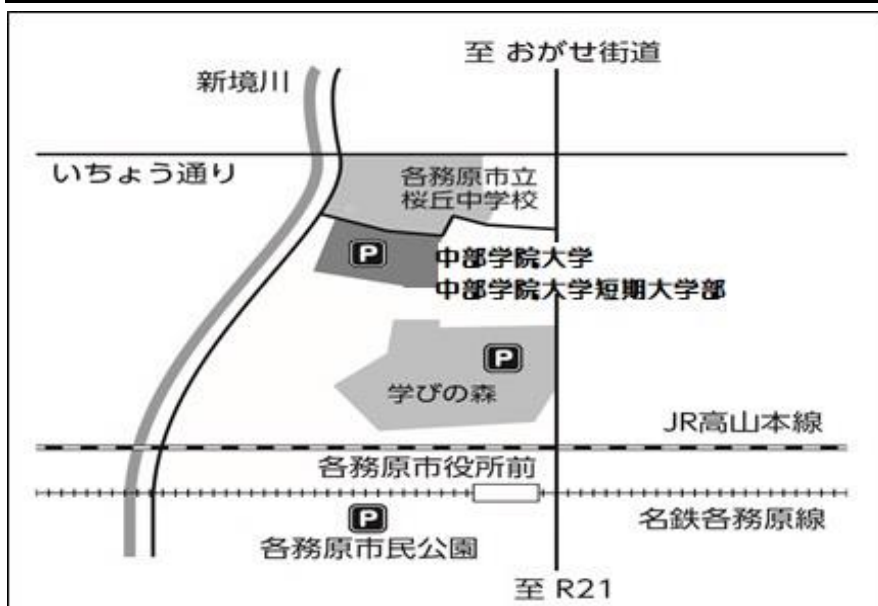 至 おがせ街道
新境川
いちょう通り
各務原市立
桜丘中学校
P
中部学院大学
中部学院大学短期大学部
P
学びの森
JR高山本線
各務原市役所前
名鉄各務原線
P
各務原市民公園
至 R21